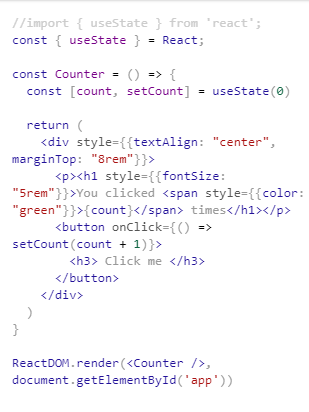 //import { useState } from 'react';
const { useState } = React;

const Counter = () => {
  const [count, setCount] = useState(0)

  return (
    <div style={{textAlign: "center",
marginTop: "8rem"}}>
      <p><h1 style={{fontSize:
"5rem"}}>You clicked <span style={{color:
"green"}}>{count}</span> times</h1></p>
      <button onClick={() =>
setCount(count + 1)}>
        <h3> Click me </h3>
      </button>
    </div>
  )
}

ReactDOM.render(<Counter />,
document.getElementById('app'))